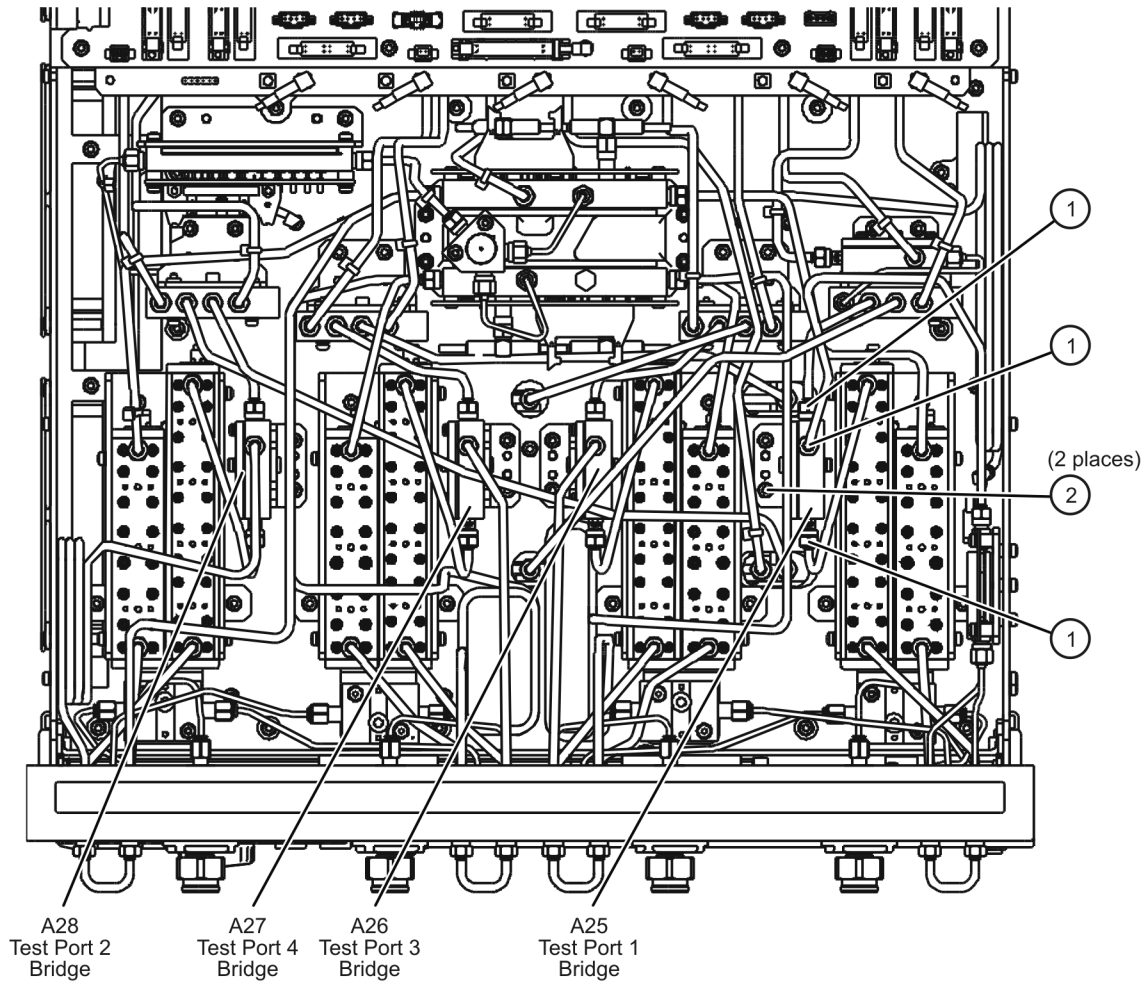 1
1
(2 places)
2
1
A28
Test Port 2
Bridge
A27
Test Port 4
Bridge
A26
Test Port 3
Bridge
A25
Test Port 1
Bridge